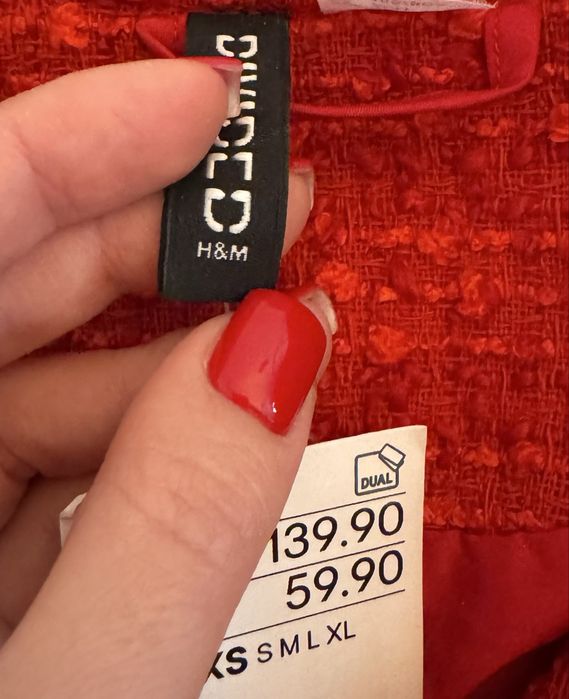 DIVIDED
H&M
DUAL
139.90
59.90
XS S M L XL